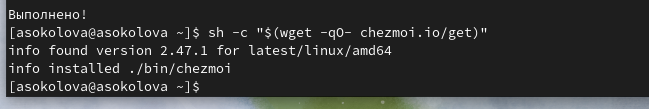 Выполнено!
[asokolova@asokolova ~]$ sh -c "$(wget -qO- chezmoi.io/get)"
info found version 2.47.1 for latest/linux/amd64
info installed ./bin/chezmoi
[asokolova@asokolova ~]$